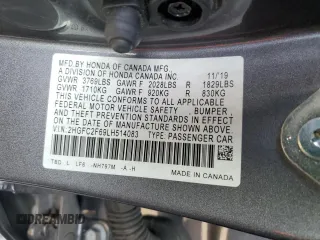 MFD. BY HONDA OF CANADA MFG.,
A DIVISION OF HONDA CANADA INC. 11/19
GVWR 3769LBS GAWR F 2028LBS R 1829LBS
GVWR 1710KG GAWR F 920KG R 830KG
THIS VEHICLE CONFORMS TO ALL APPLICABLE
FEDERAL MOTOR VEHICLE SAFETY, BUMPER,
AND THEFT PREVENTION STANDARDS IN EFFECT
ON THE DATE OF MANUFACTURE SHOWN ABOVE.
V.I.N. 2HGFC2F69LH514083 TYPE PASSENGER CAR
NH797M -A -H
MADE IN CANADA
DREAMBID